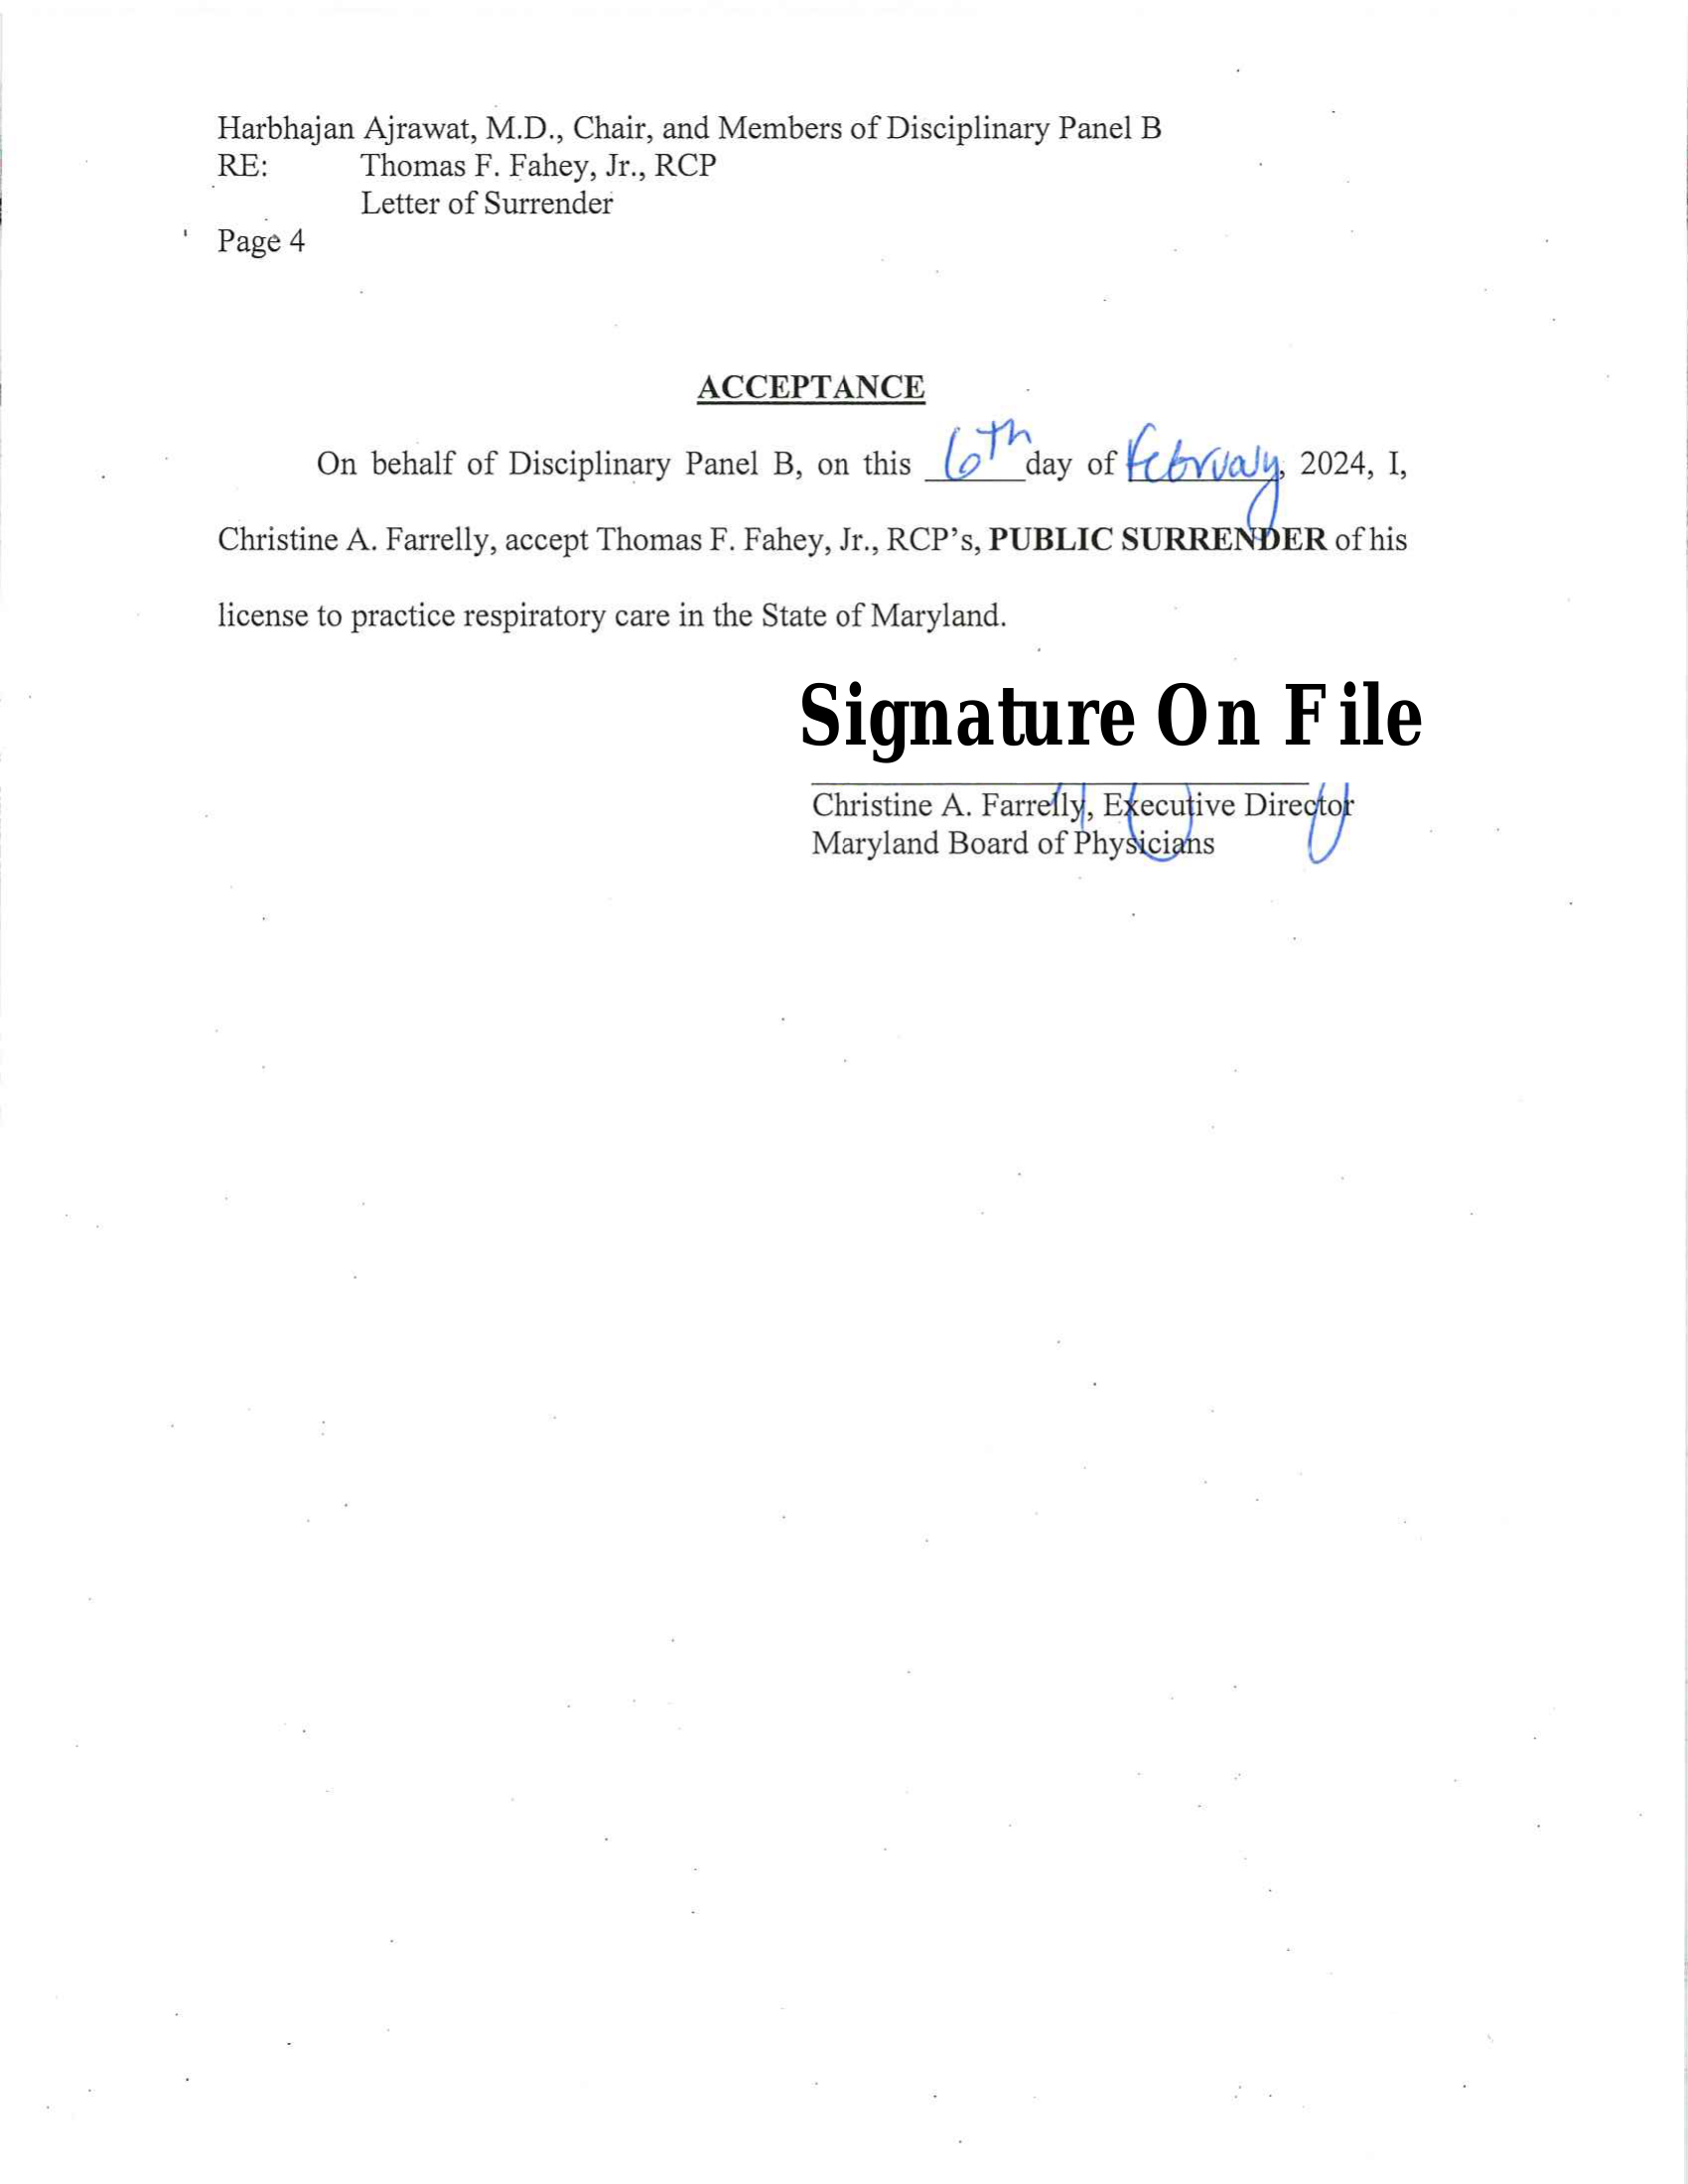 Harbhajan Ajrawat, M.D., Chair, and Members of Disciplinary Panel B
RE: Thomas F. Fahey, Jr., RCP
Letter of Surrender
Page 4
ACCEPTANCE
On behalf of Disciplinary Panel B, on this 6th day of February, 2024, I,
Christine A. Farrelly, accept Thomas F. Fahey, Jr., RCP’s, PUBLIC SURRENDER of his
license to practice respiratory care in the State of Maryland.
Signature On File
Christine A. Farrelly, Executive Director
Maryland Board of Physicians